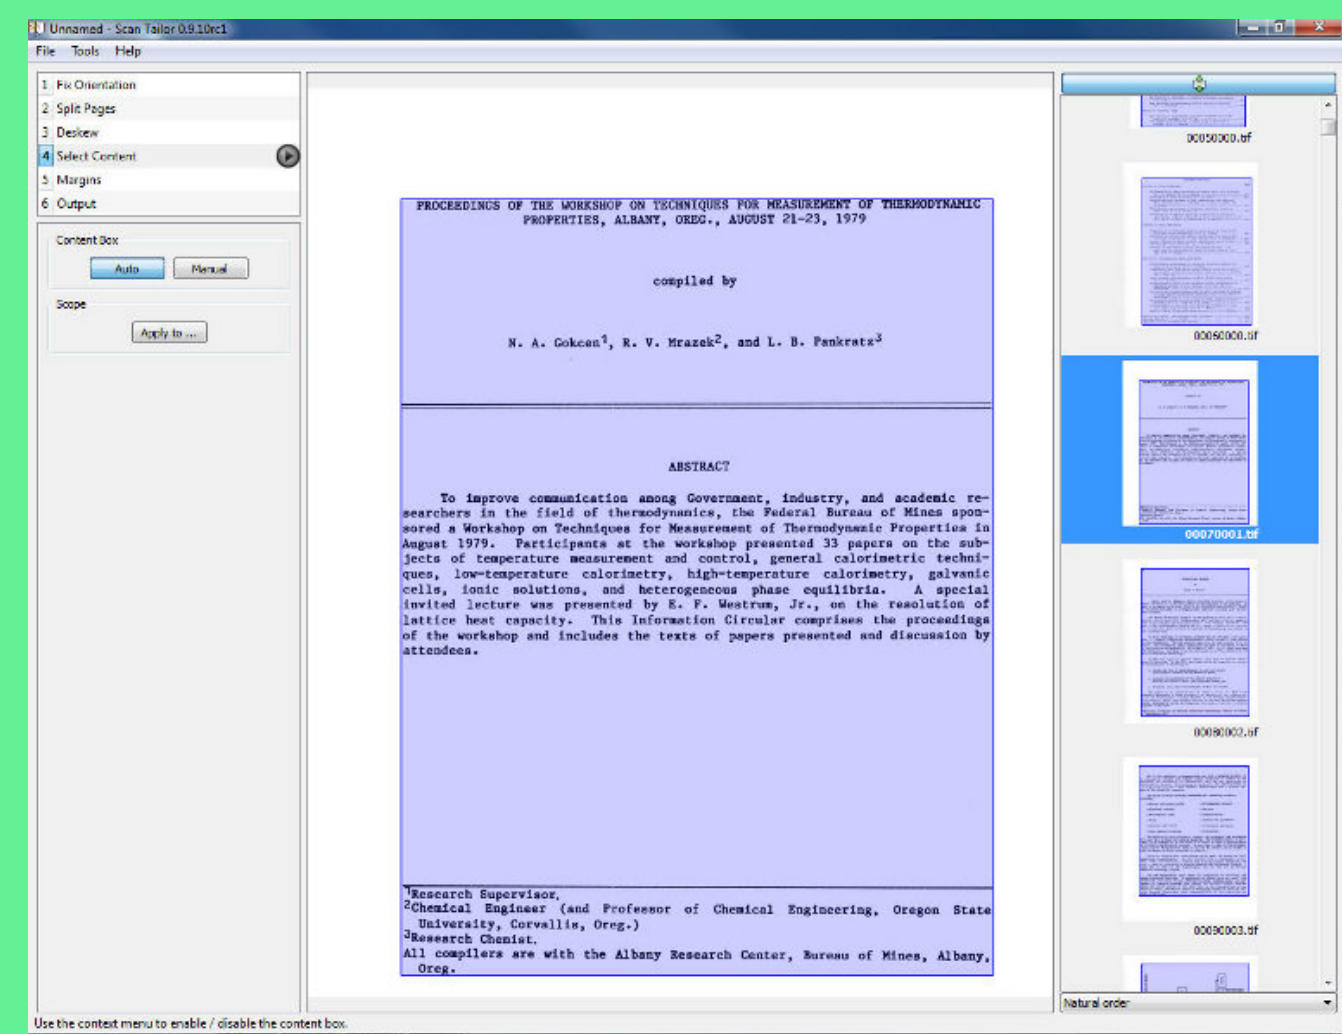 Unnamed - Scan Tailor 0.9.10rc1
File Tools Help
1 Fix Orientation
2 Split Pages
3 Deskew
4 Select Content
5 Margins
6 Output
Content Box
Auto Manual
Scope
Apply to ...
PROCEEDINGS OF THE WORKSHOP ON TECHNIQUES FOR MEASUREMENT OF THERMODYNAMIC
PROPERTIES, ALBANY, OREG., AUGUST 21-23, 1979
compiled by
N. A. Gokcen1, R. V. Mrazek2, and L. B. Pankratz3
ABSTRACT
To improve communication among Government, industry, and academic re-
searchers in the field of thermodynamics, the Federal Bureau of Mines spon-
sored a Workshop on Techniques for Measurement of Thermodynamic Properties in
August 1979. Participants at the workshop presented 33 papers on the sub-
jects of temperature measurement and control, general calorimetric techni-
ques, low-temperature calorimetry, high-temperature calorimetry, galvanic
cells, ionic solutions, and heterogeneous phase equilibria. A special
invited lecture was presented by E. F. Westrum, Jr., on the resolution of
lattice heat capacity. This Information Circular comprises the proceedings
of the workshop and includes the texts of papers presented and discussion by
attendees.
1Research Supervisor.
2Chemical Engineer (and Professor of Chemical Engineering, Oregon State
University, Corvallis, Oreg.)
3Research Chemist.
All compilers are with the Albany Research Center, Bureau of Mines, Albany,
Oreg.
00050000.tif
00060000.tif
00070001.tif
00080002.tif
00090003.tif
Natural order
Use the context menu to enable / disable the content box.